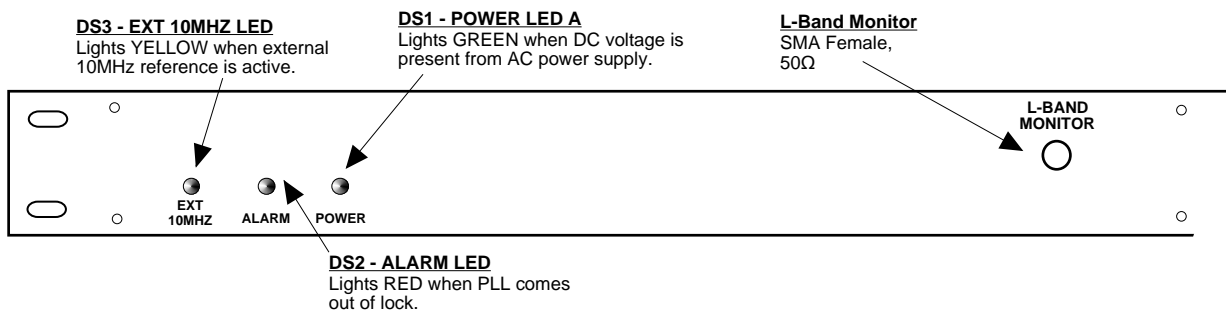 DS3 - EXT 10MHZ LED
Lights YELLOW when external
10MHz reference is active.
DS1 - POWER LED A
Lights GREEN when DC voltage is
present from AC power supply.
L-Band Monitor
SMA Female,
50Ω
L-BAND
MONITOR
EXT
10MHZ
ALARM
POWER
DS2 - ALARM LED
Lights RED when PLL comes
out of lock.